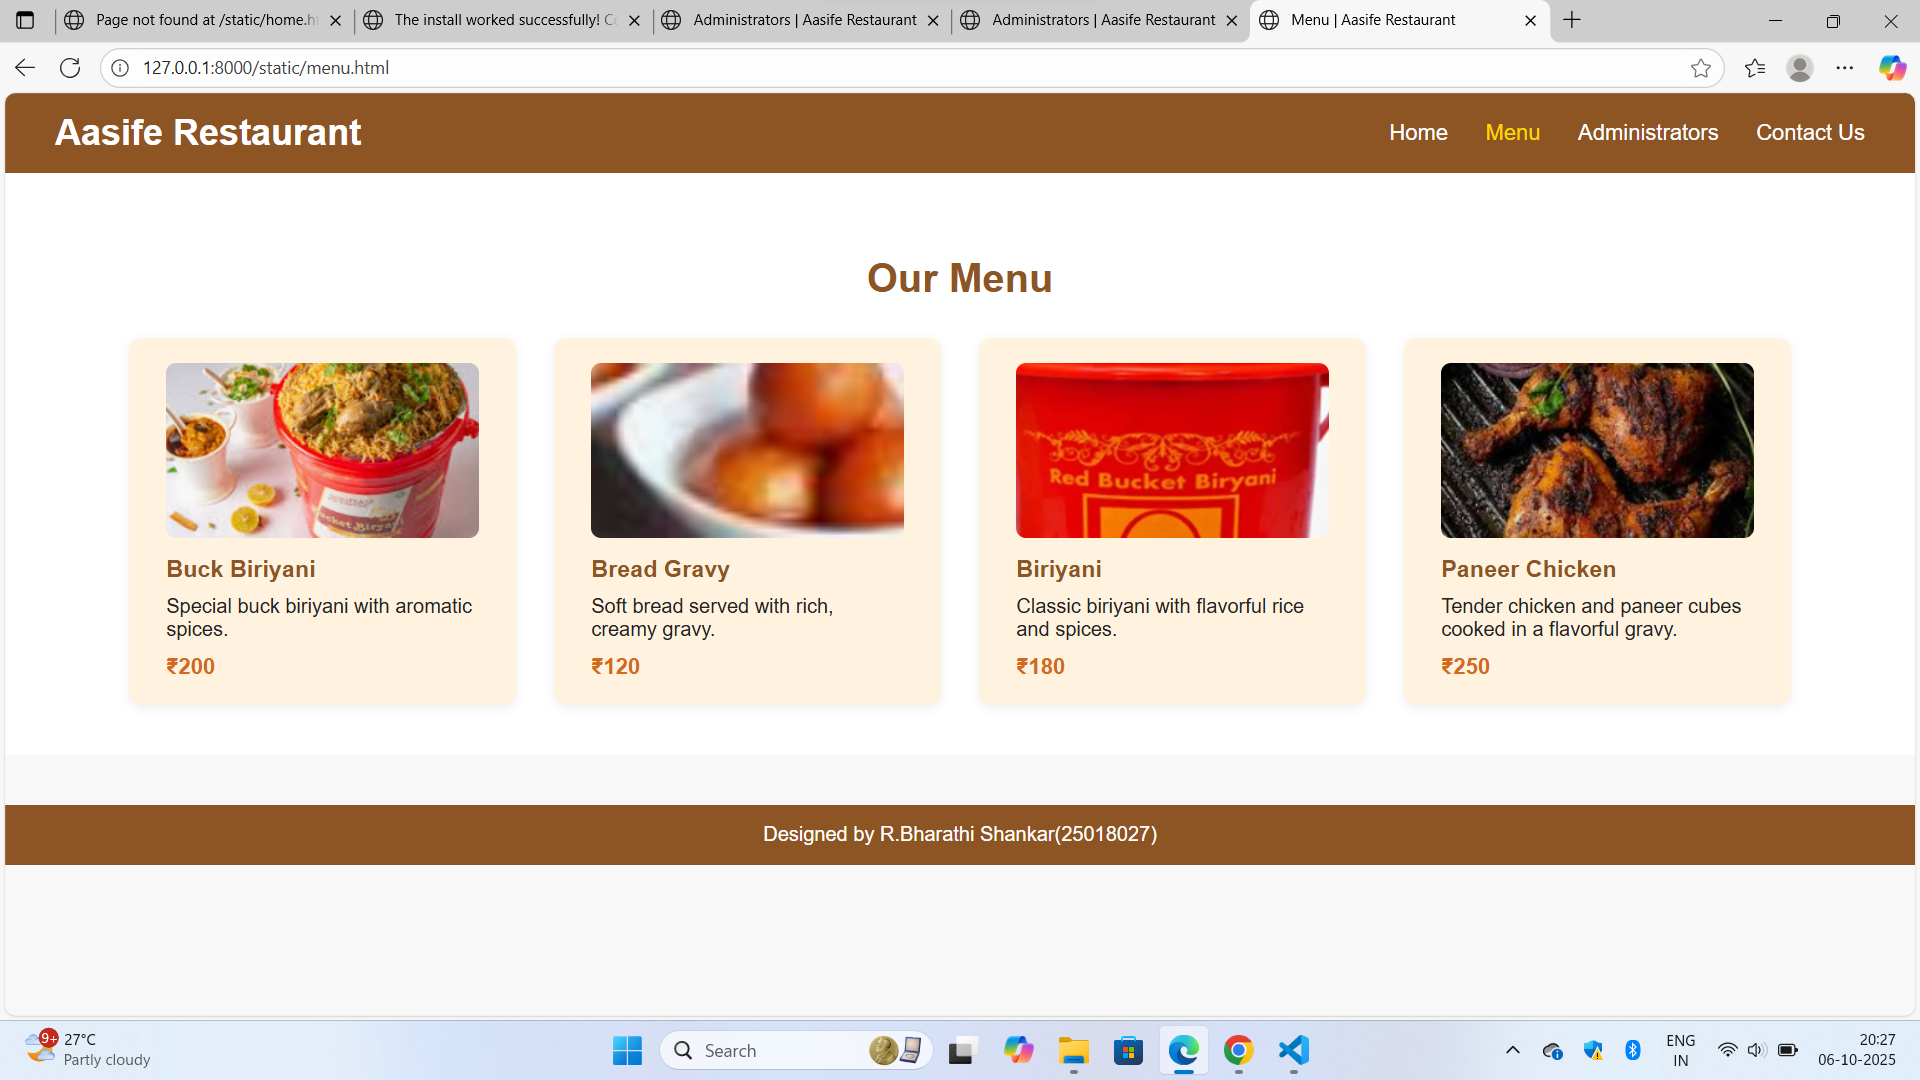 Page not found at /static/home.ht
The install worked successfully! Co
Administrators | Aasife Restaurant
Administrators | Aasife Restaurant
Menu | Aasife Restaurant
127.0.0.1:8000/static/menu.html
Aasife Restaurant
Home
Menu
Administrators
Contact Us
Our Menu
Bucket Biryani
Red Bucket Biryani
Buck Biriyani
Special buck biriyani with aromatic
spices.
₹200
Bread Gravy
Soft bread served with rich,
creamy gravy.
₹120
Biriyani
Classic biriyani with flavorful rice
and spices.
₹180
Paneer Chicken
Tender chicken and paneer cubes
cooked in a flavorful gravy.
₹250
Designed by R.Bharathi Shankar(25018027)
9+
27°C
Partly cloudy
Search
ENG
IN
20:27
06-10-2025